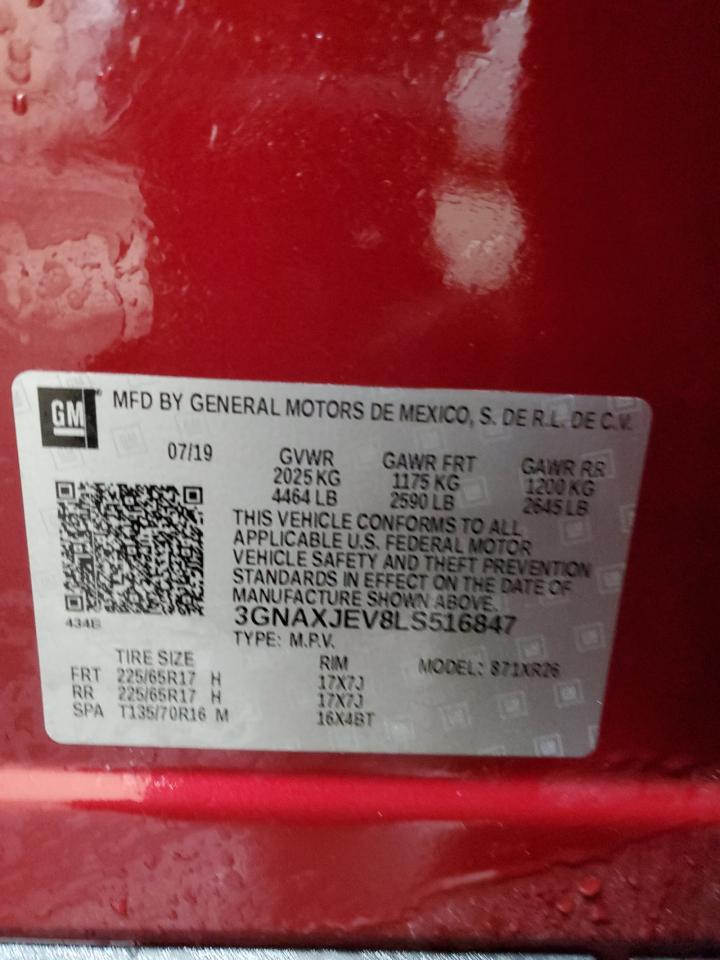 GM MFD BY GENERAL MOTORS DE MEXICO, S. DE R.L. DE C.V.
07/19 GVWR GAWR FRT GAWR RR
2025 KG 1175 KG 1200 KG
4464 LB 2590 LB 2645 LB
THIS VEHICLE CONFORMS TO ALL
APPLICABLE U.S. FEDERAL MOTOR
VEHICLE SAFETY AND THEFT PREVENTION
STANDARDS IN EFFECT ON THE DATE OF
MANUFACTURE SHOWN ABOVE.
3GNAXJEV8LS516847
TYPE: M.P.V.
TIRE SIZE RIM MODEL: 871XR26
FRT 225/65R17 H 17X7J
RR 225/65R17 H 17X7J
SPA T135/70R16 M 16X4BT